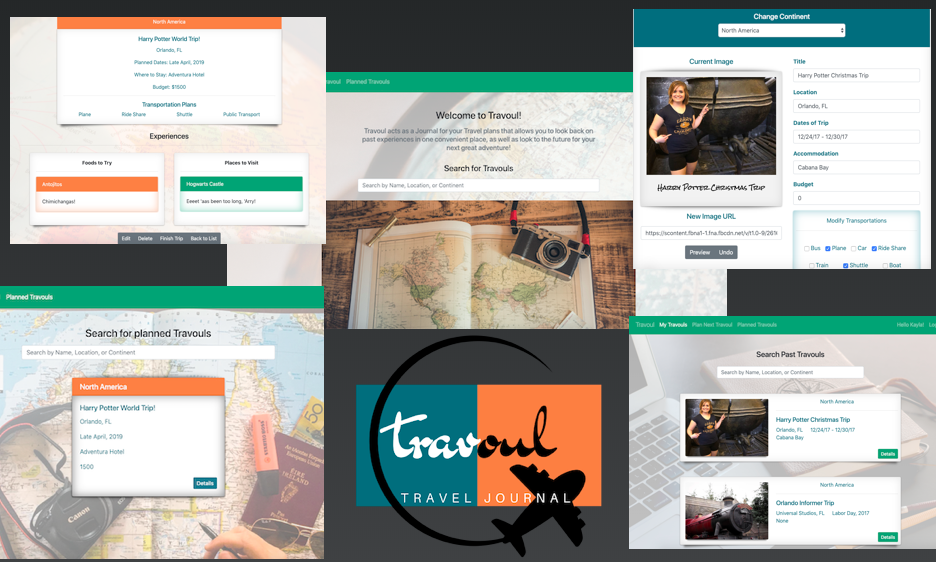 North America
Harry Potter World Trip!
Orlando, FL
Planned Dates: Late April, 2019
Where to Stay: Adventura Hotel
Budget: $1500
Transportation Plans
Plane Ride Share Shuttle Public Transport
Experiences
Foods to Try
Antojitos
Chimichangas!
Places to Visit
Hogwarts Castle
Eeeet 'aas been too long, 'Arry!
Edit Delete Finish Trip Back to List
Planned Travouls
Welcome to Travoul!
Travoul acts as a Journal for your Travel plans that allows you to look back on
past experiences in one convenient place, as well as look to the future for your
next great adventure!
Search for Travouls
Search by Name, Location, or Continent
Change Continent
North America
Current Image
Harry Potter Christmas Trip
New Image URL
https://scontent.fbna1-1.fna.fbcdn.net/v/t1.0-9/261
Preview Undo
Title
Harry Potter Christmas Trip
Location
Orlando, FL
Dates of Trip
12/24/17 - 12/30/17
Accommodation
Cabana Bay
Budget
0
Modify Transportations
Bus Plane Car Ride Share
Train Shuttle Boat
Planned Travouls
Search for planned Travouls
Search by Name, Location, or Continent
North America
Harry Potter World Trip!
Orlando, FL
Late April, 2019
Adventura Hotel
1500
Details
Canon
travoul
TRAVEL JOURNAL
Travoul My Travouls Plan Next Travoul Planned Travouls Hello Kayla!
Search Past Travouls
Search by Name, Location, or Continent
North America
Harry Potter Christmas Trip
Orlando, FL 12/24/17 - 12/30/17
Cabana Bay
Details
North America
Orlando Informer Trip
Universal Studios, FL Labor Day, 2017
None
Details